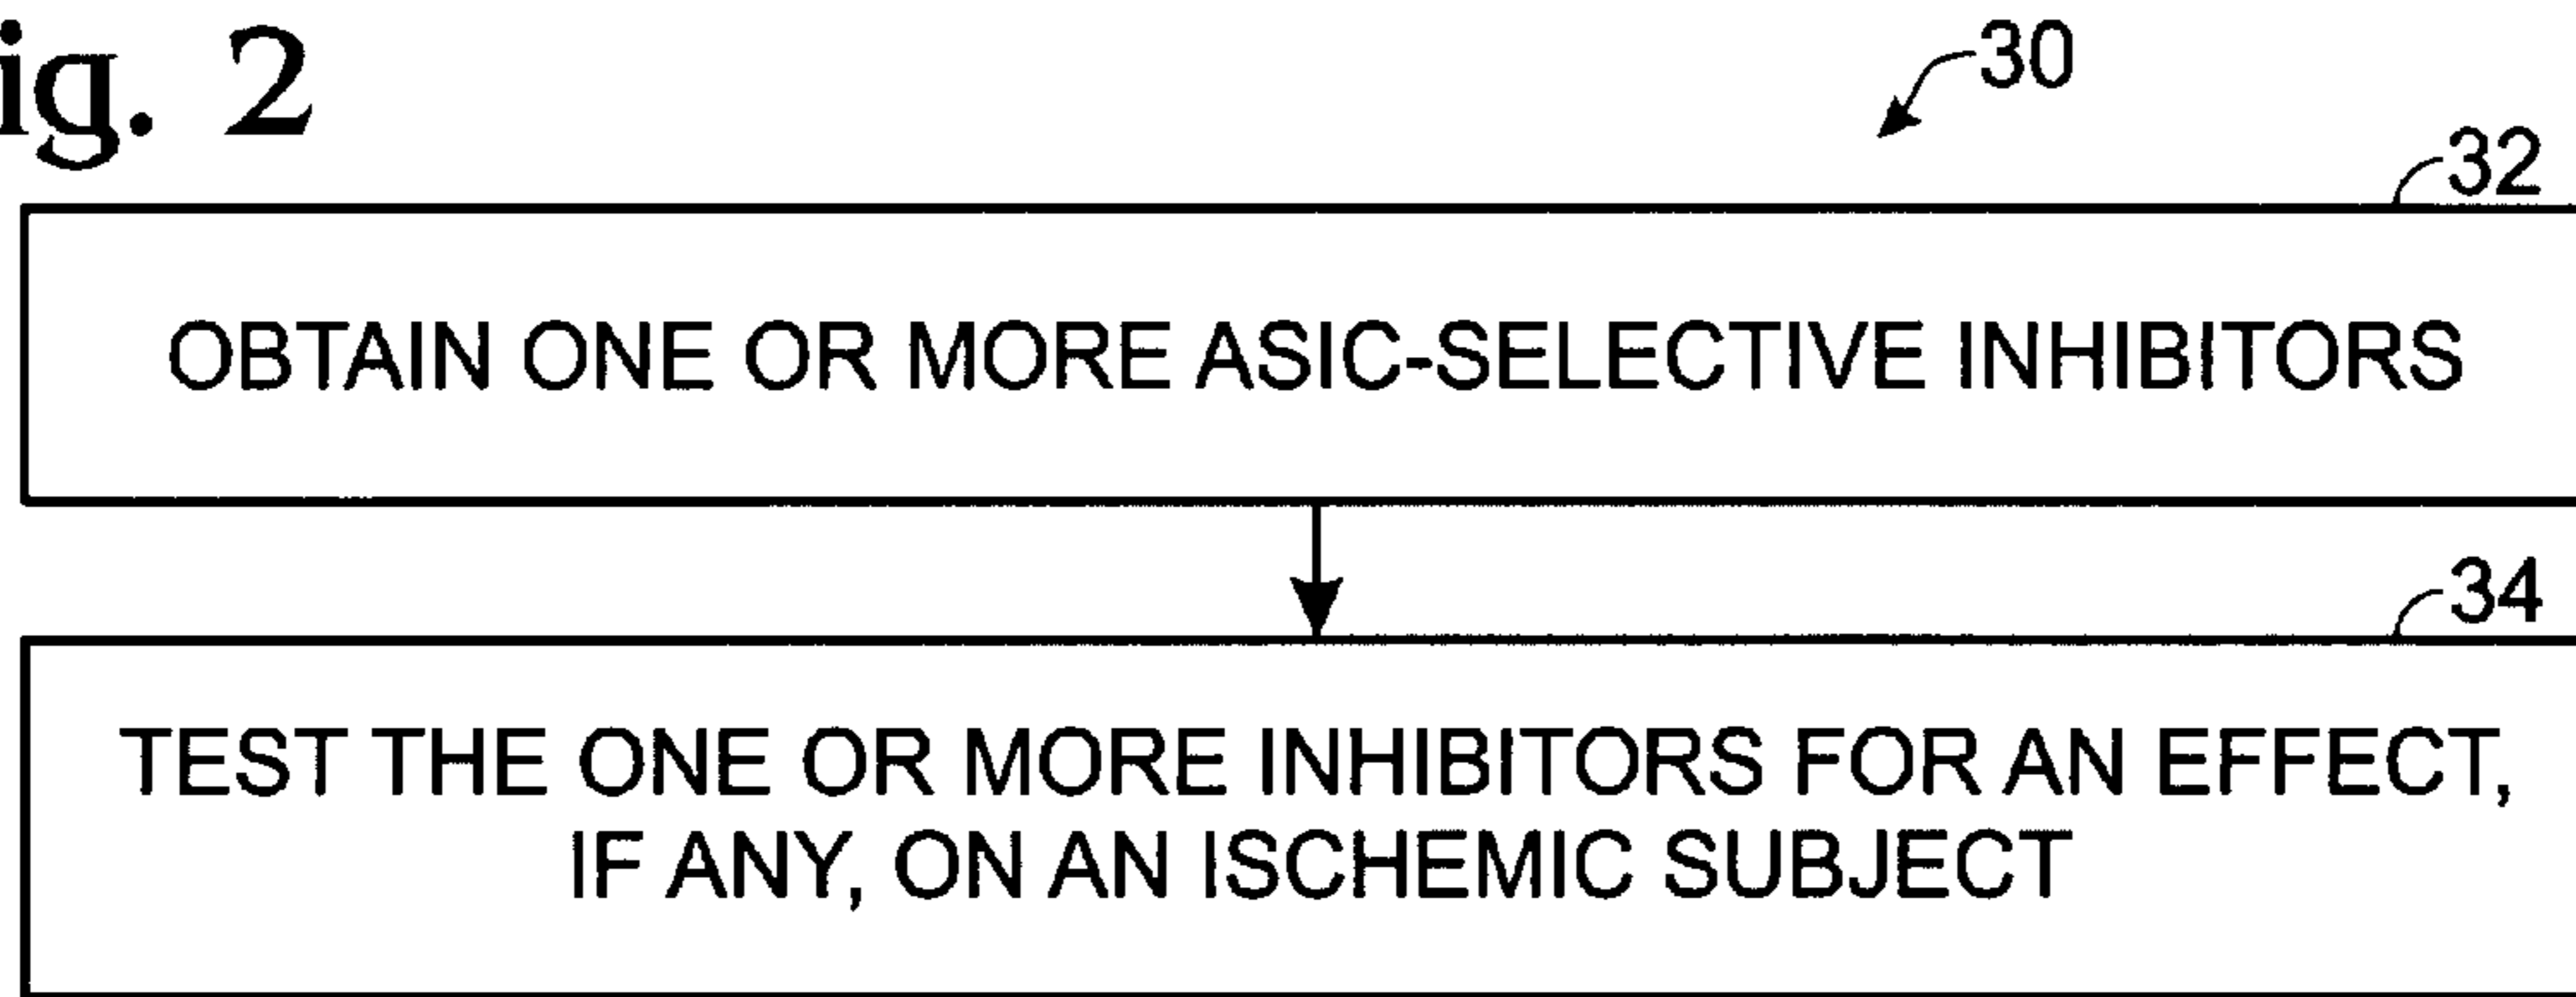 ig. 2
30
32
OBTAIN ONE OR MORE ASIC-SELECTIVE INHIBITORS
34
TEST THE ONE OR MORE INHIBITORS FOR AN EFFECT,
IF ANY, ON AN ISCHEMIC SUBJECT